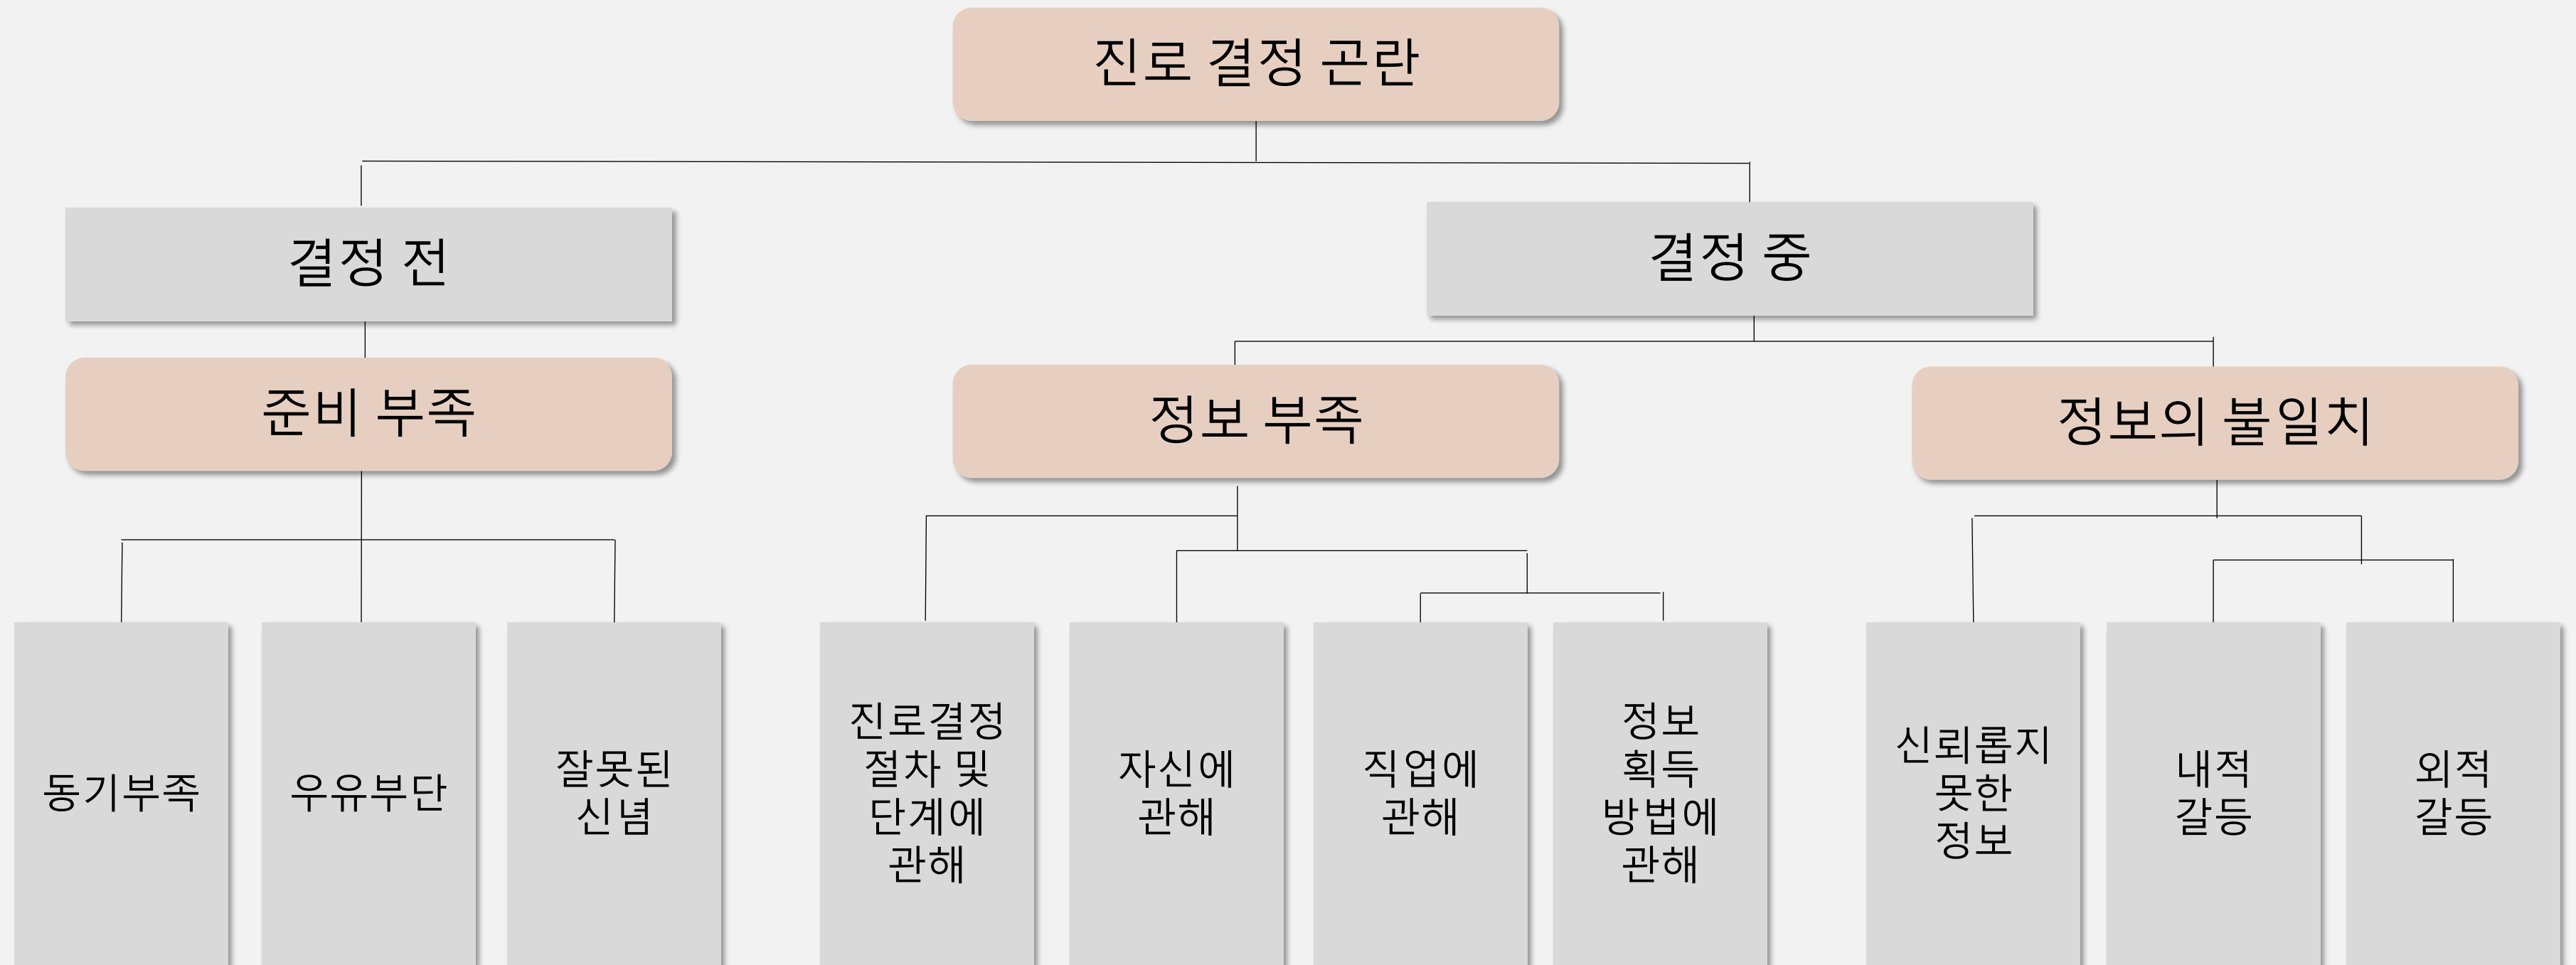 진로 결정 곤란
결정 전
결정 중
준비 부족
정보 부족
정보의 불일치
동기부족
우유부단
잘못된
신념
진로결정
절차 및
단계에
관해
자신에
관해
직업에
관해
정보
획득
방법에
관해
신뢰롭지
못한
정보
내적
갈등
외적
갈등